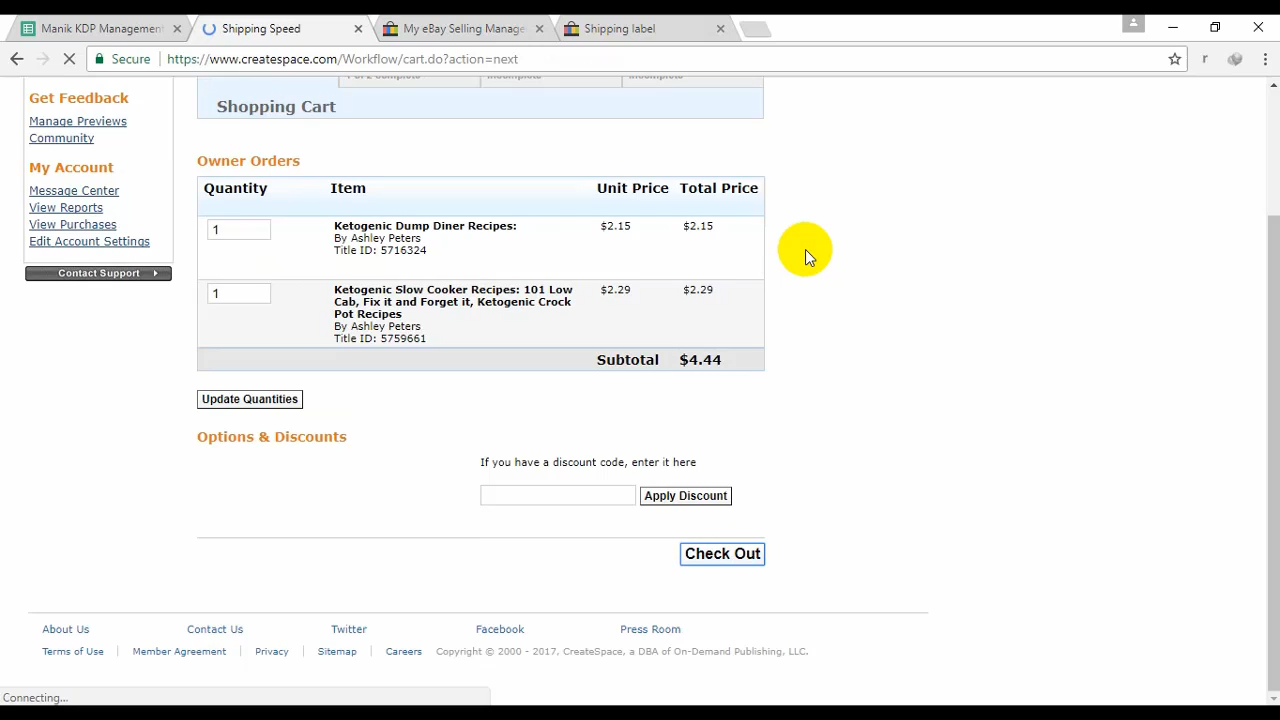 Manik KDP Management
Shipping Speed
My eBay Selling Manage
Shipping label
Secure
https://www.createspace.com/Workflow/cart.do?action=next
Get Feedback
Manage Previews
Community
My Account
Message Center
View Reports
View Purchases
Edit Account Settings
Contact Support
Shopping Cart
Owner Orders
Quantity Item Unit Price Total Price
1 Ketogenic Dump Diner Recipes: $2.15 $2.15
By Ashley Peters
Title ID: 5716324
1 Ketogenic Slow Cooker Recipes: 101 Low $2.29 $2.29
Cab, Fix it and Forget it, Ketogenic Crock
Pot Recipes
By Ashley Peters
Title ID: 5759661
Subtotal $4.44
Update Quantities
Options & Discounts
If you have a discount code, enter it here
Apply Discount
Check Out
About Us Contact Us Twitter Facebook Press Room
Terms of Use Member Agreement Privacy Sitemap Careers Copyright © 2000 - 2017, CreateSpace, a DBA of On-Demand Publishing, LLC.
Connecting...